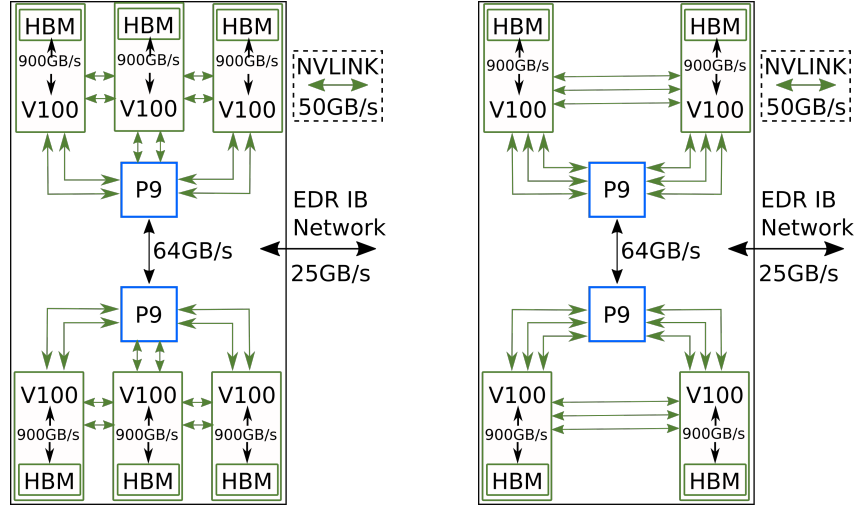 HBM HBM HBM
900GB/s 900GB/s 900GB/s
V100 V100 V100
NVLINK
50GB/s
P9
64GB/s
EDR IB
Network
25GB/s
P9
V100 V100 V100
900GB/s 900GB/s 900GB/s
HBM HBM HBM
HBM HBM
900GB/s 900GB/s
V100 V100
NVLINK
50GB/s
P9
64GB/s
EDR IB
Network
25GB/s
P9
V100 V100
900GB/s 900GB/s
HBM HBM